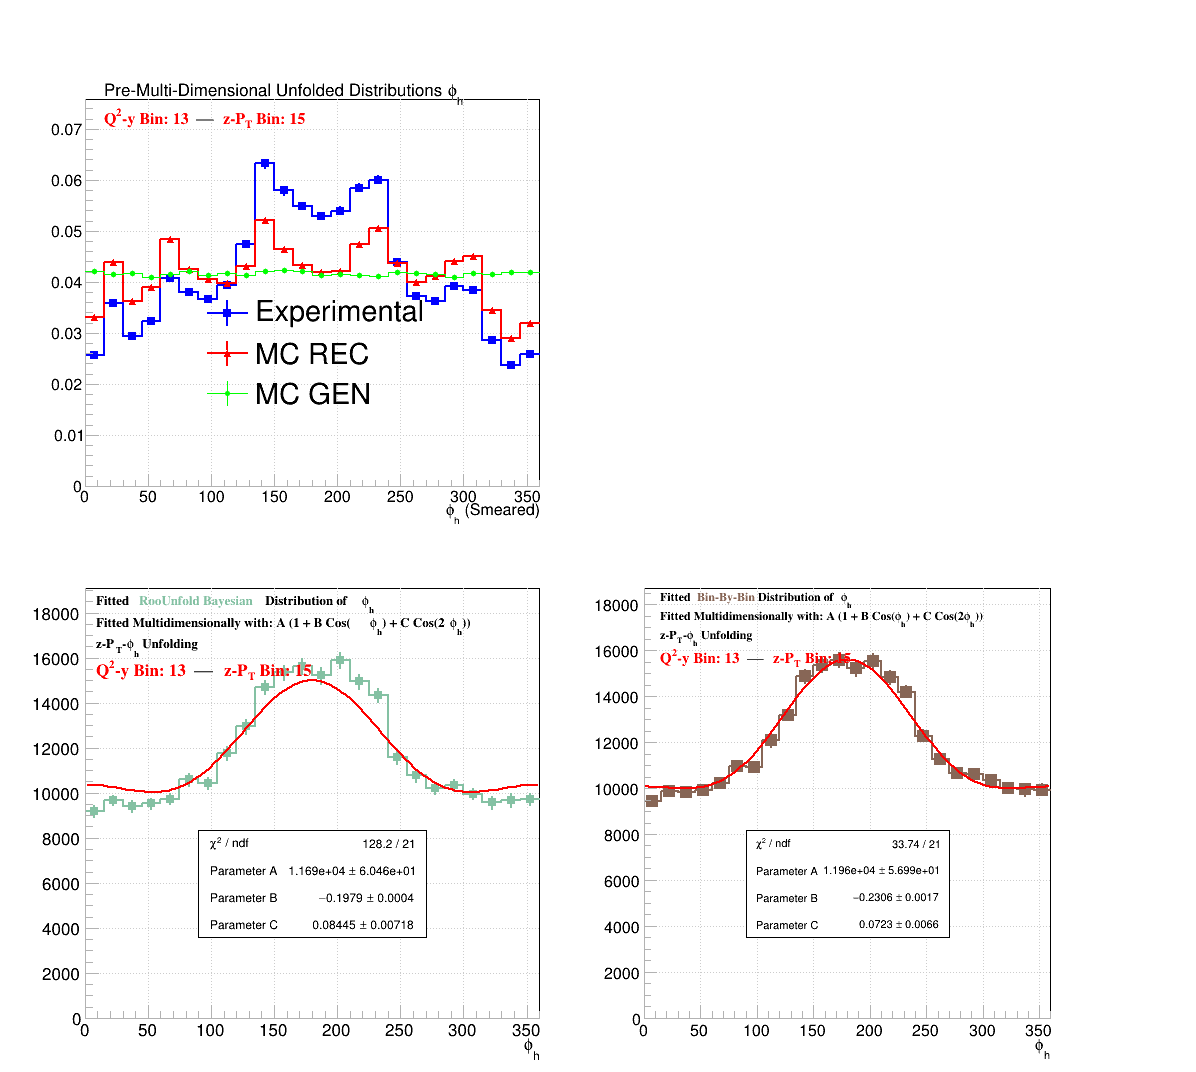 Pre-Multi-Dimensional Unfolded Distributions ϕh
Q2-y Bin: 13 — z-PT Bin: 15
0.07
0.06
0.05
0.04
0.03
0.02
0.01
0
Experimental
MC REC
MC GEN
0 50 100 150 200 250 300 350
ϕh (Smeared)
Fitted RooUnfold Bayesian Distribution of ϕh
Fitted Multidimensionally with: A (1 + B Cos( ϕh) + C Cos(2 ϕh))
z-PT-ϕh Unfolding
Q2-y Bin: 13 — z-PT Bin: 15
18000
16000
14000
12000
10000
8000
6000
4000
2000
0
χ2 / ndf 128.2 / 21
Parameter A 1.169e+04 ± 6.046e+01
Parameter B −0.1979 ± 0.0004
Parameter C 0.08445 ± 0.00718
0 50 100 150 200 250 300 350
ϕh
Fitted Bin-By-Bin Distribution of ϕh
Fitted Multidimensionally with: A (1 + B Cos(ϕh) + C Cos(2ϕh))
z-PT-ϕh Unfolding
Q2-y Bin: 13 — z-PT Bin: 15
18000
16000
14000
12000
10000
8000
6000
4000
2000
0
χ2 / ndf 33.74 / 21
Parameter A 1.196e+04 ± 5.699e+01
Parameter B −0.2306 ± 0.0017
Parameter C 0.0723 ± 0.0066
0 50 100 150 200 250 300 350
ϕh